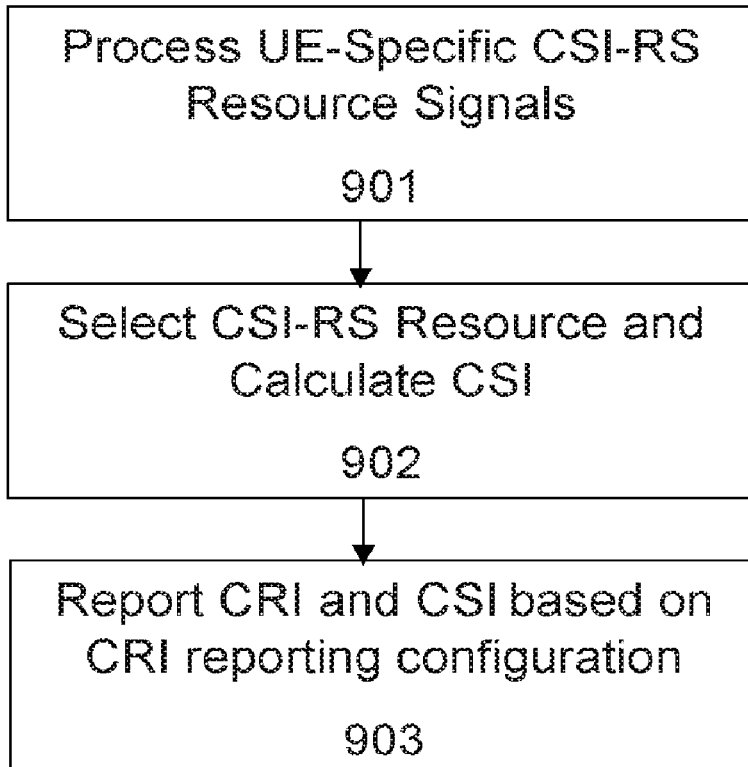 Process UE-Specific CSI-RS
Resource Signals
901
Select CSI-RS Resource and
Calculate CSI
902
Report CRI and CSI based on
CRI reporting configuration
903